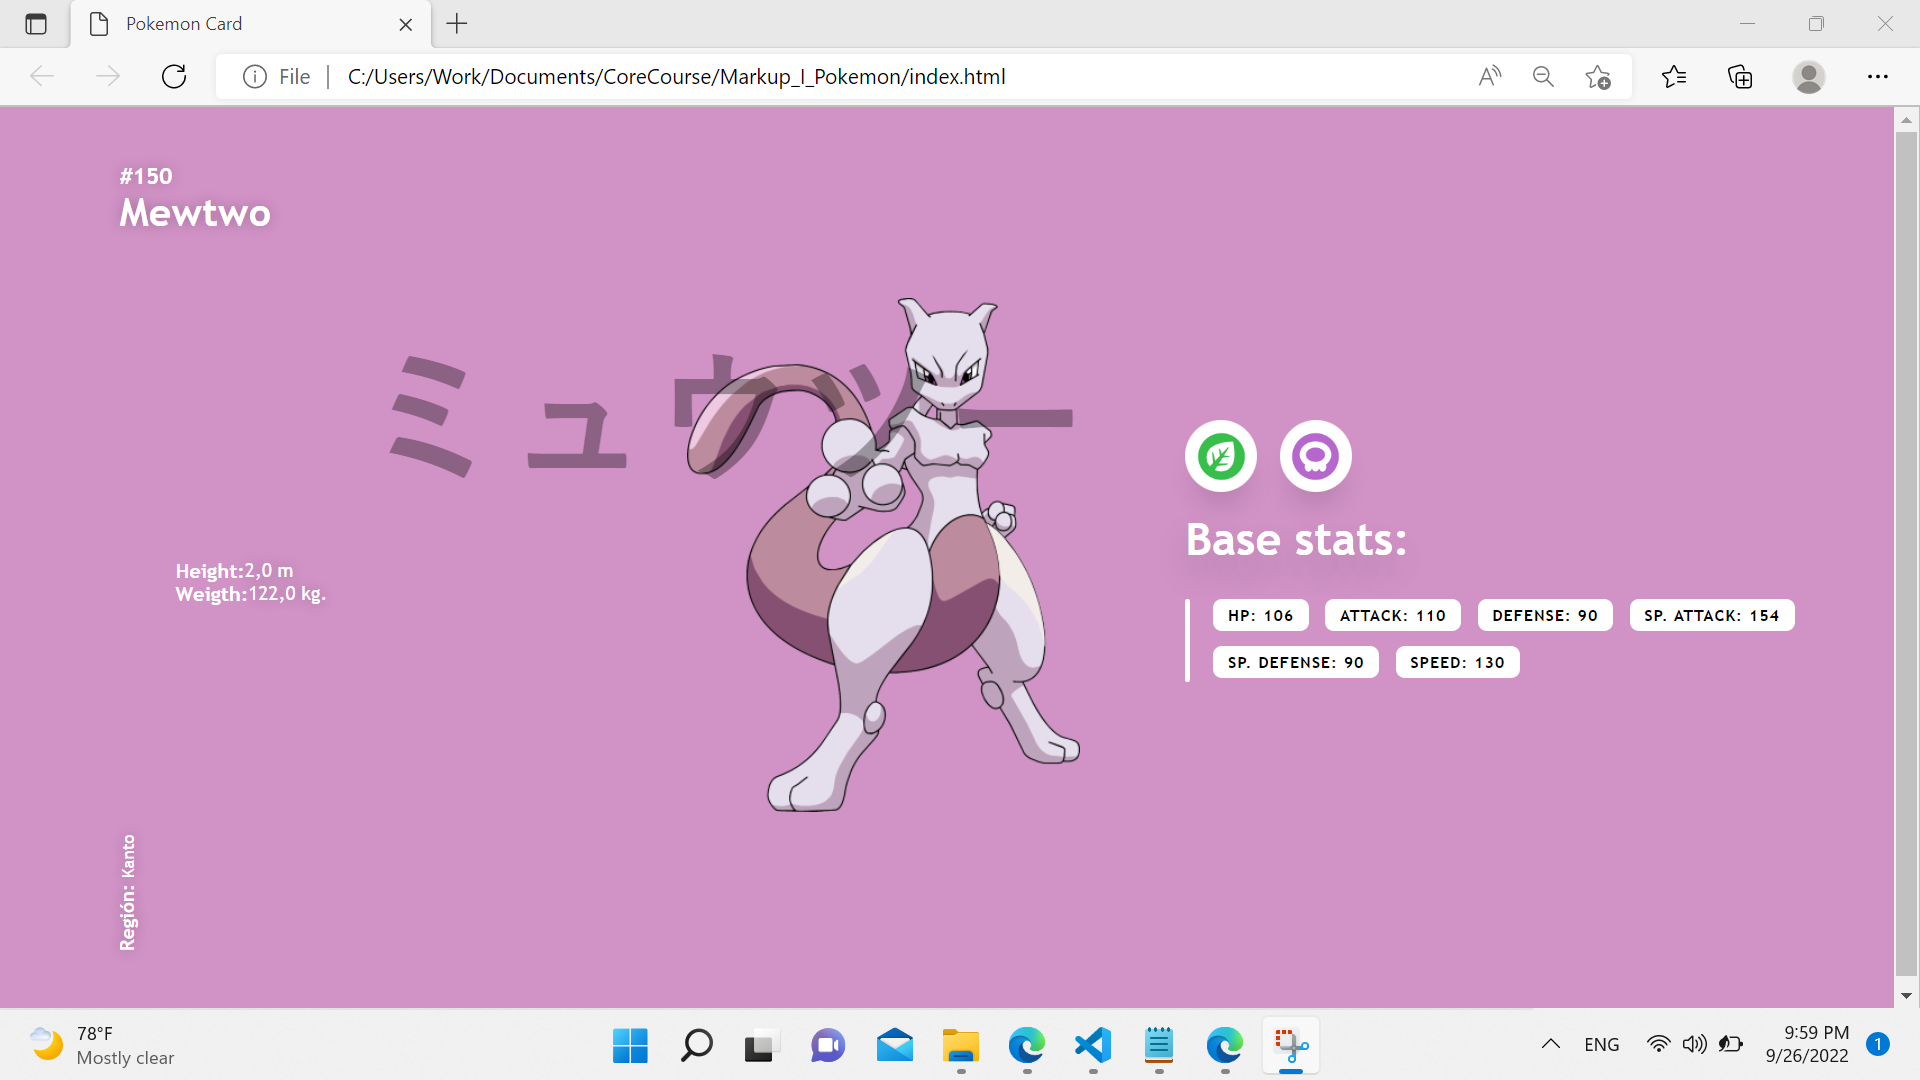 Pokemon Card
File
C:/Users/Work/Documents/CoreCourse/Markup_I_Pokemon/index.html
#150
Mewtwo
ミュウツー
Height:2,0 m
Weigth:122,0 kg.
Base stats:
HP: 106
ATTACK: 110
DEFENSE: 90
SP. ATTACK: 154
SP. DEFENSE: 90
SPEED: 130
Región: Kanto
78°F
Mostly clear
ENG
9:59 PM
9/26/2022
1